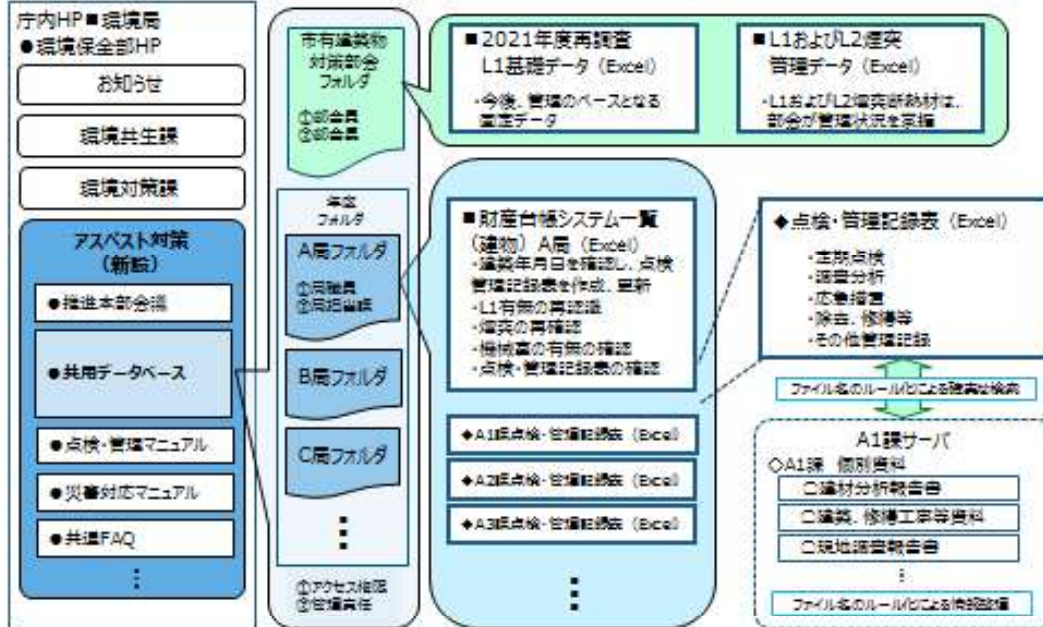 庁内HP■環境局
●環境保全部HP
お知らせ
環境共生課
環境対策課
アスベスト対策
（新設）
●推進本部会議
●共用データベース
●点検・管理マニュアル
●災害対応マニュアル
●共通FAQ
⋮
市有建築物
対策部会
フォルダ
①部会員
②部会長
年度
フォルダ
A局フォルダ
①局職員
②局担当課
B局フォルダ
C局フォルダ
⋮
①アクセス権限
②管理責任
■2021年度再調査
L1基礎データ（Excel）
・今後、管理のベースとなる
固定データ
■L1およびL2煙突
管理データ（Excel）
・L1およびL2煙突断熱材は、
部会が管理状況を掌握
■財産台帳システム一覧
（建物）A局（Excel）
・建築年月日を確認し、点検
管理記録表を作成、更新
・L1有無の再認識
・煙突の再確認
・機械室の有無の確認
・点検・管理記録表の確認
◆A1課点検・管理記録表（Excel）
◆A2課点検・管理記録表（Excel）
◆A3課点検・管理記録表（Excel）
⋮
◆点検・管理記録表（Excel）
・定期点検
・調査分析
・応急措置
・除去、修繕等
・その他管理記録
ファイル名のルール化による確実な検索
A1課サーバ
◇A1課　個別資料
〇建材分析報告書
〇建築、修繕工事等資料
〇現地調査報告書
⋮
ファイル名のルール化による情報整理